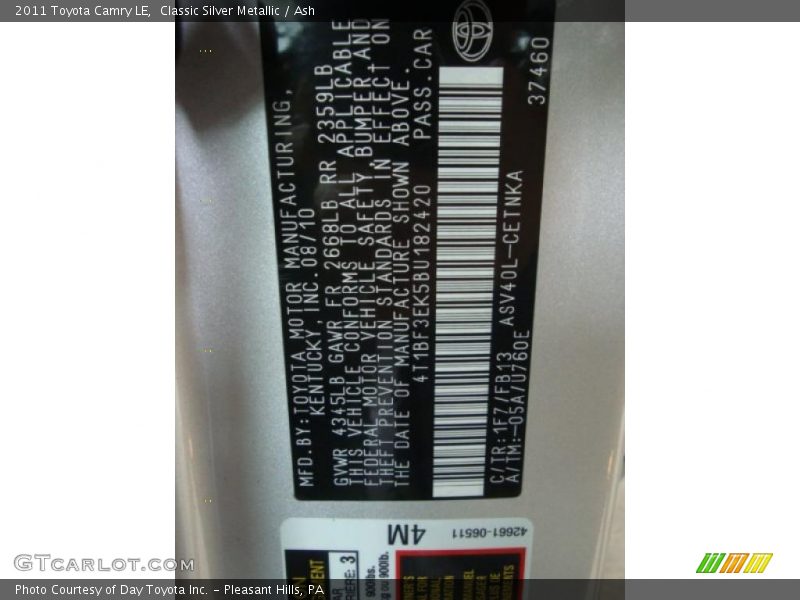 2011 Toyota Camry LE, Classic Silver Metallic / Ash
MFD.BY:TOYOTA MOTOR MANUFACTURING,
KENTUCKY, INC. 08/10
GVWR 4345LB GAWR FR 2668LB RR 2359LB
THIS VEHICLE CONFORMS TO ALL APPLICABLE
FEDERAL MOTOR VEHICLE SAFETY, BUMPER AND
THEFT PREVENTION STANDARDS IN EFFECT ON
THE DATE OF MANUFACTURE SHOWN ABOVE.
4T1BF3EK5BU182420 PASS.CAR
C/TR:1F7/FB13 ASV40L-CETNKA
A/TM:-05A/U760E
37460
4M
42661-06511
GTCARLOT.COM
Photo Courtesy of Day Toyota Inc. - Pleasant Hills, PA